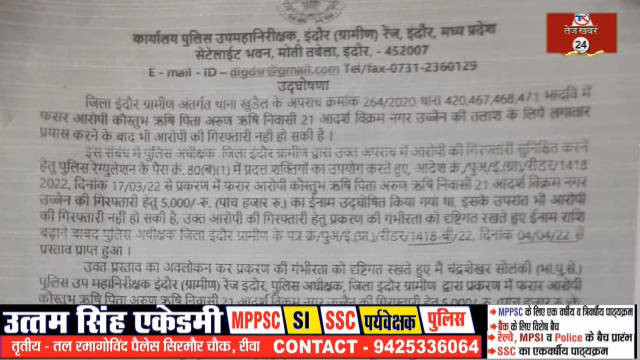 कार्यालय पुलिस उपमहानिरीक्षक, इंदौर (ग्रामीण) रेंज, इंदौर, मध्य प्रदेश
सेटेलाईट भवन, मोती तबेला, इंदौर, -452007
E - mail - ID – digdsr@gmail.com Tel/fax-0731-2360129
तेज खबर
24
उद्घोषणा
जिला इंदौर ग्रामीण अंतर्गत थाना खुडैल के अपराध क्रमांक 264/2020 धारा 420,467,468,471 भादवि में
फरार आरोपी कौस्तुभ ऋषि पिता अरुण ऋषि निवासी 21 आदर्श विक्रम नगर उज्जेन की तलाश के लिये लगातार
प्रयास करने के बाद भी आरोपी की गिरफ्तारी नही हो सकी है ।
इस संबंध मे पुलिस अधीक्षक जिला इंदौर ग्रामीण द्वारा उक्त अपराध में आरोपी की गिरफ्तारी सुनिश्चित करने
हेतु पुलिस रेग्युलेशन के पैरा क्र. 80(ब)(1) में प्रदत्त शक्तियों का उपयोग करते हुए, आदेश क्र/पुअ/इं.(ग्रा)/रीडर/1418
2022, दिनांक 17/03/22 से प्रकरण में फरार आरोपी कौस्तुभ ऋषि पिता अरुण ऋषि निवासी 21 आदर्श विक्रम नगर
उज्जेन की गिरफ्तारी हेतु 5,000/-रु. (पांच हजार रु.) का ईनाम उद्घोषित किया गया था, इसके उपरांत भी आरोपी
की गिरफ्तारी नहीं हो सकी है, उक्त आरोपी की गिरफ्तारी हेतु प्रकरण की गंभीरता को दृष्टिगत रखते हुए ईनाम राशि
बढ़ाने बाबद पुलिस अधीक्षक जिला इंदौर ग्रामीण के पत्र क्र/पुअ/इं.(ग्रा)/रीडर/1418-बी/22, दिनांक 04/04/22 से
प्रस्ताव प्राप्त हुआ ।
उक्त प्रस्ताव का अवलोकन कर प्रकरण की गंभीरता को दृष्टिगत रखते हुए मैं चंद्रशेखर सोलंकी (भा.पु.से.)
पुलिस उप महानिरीक्षक इंदौर (ग्रामीण) रेंज इंदौर, पुलिस अधीक्षक, जिला इंदौर ग्रामीण द्वारा प्रकरण में फरार आरोपी
उत्तम सिंह एकेडमी MPPSC SI SSC पर्यवेक्षक पुलिस
तृतीय - तल रमागोविंद पैलेस सिरमौर चौक, रीवा CONTACT - 9425336064
MPPSC के लिए एक वर्षीय व त्रिवर्षीय पाठ्यक्रम
बैंक के लिए विशेष बैच
रेल्वे, MPSI व Police के बैच प्रारंभ
SSC का एक वर्षीय पाठ्यक्रम